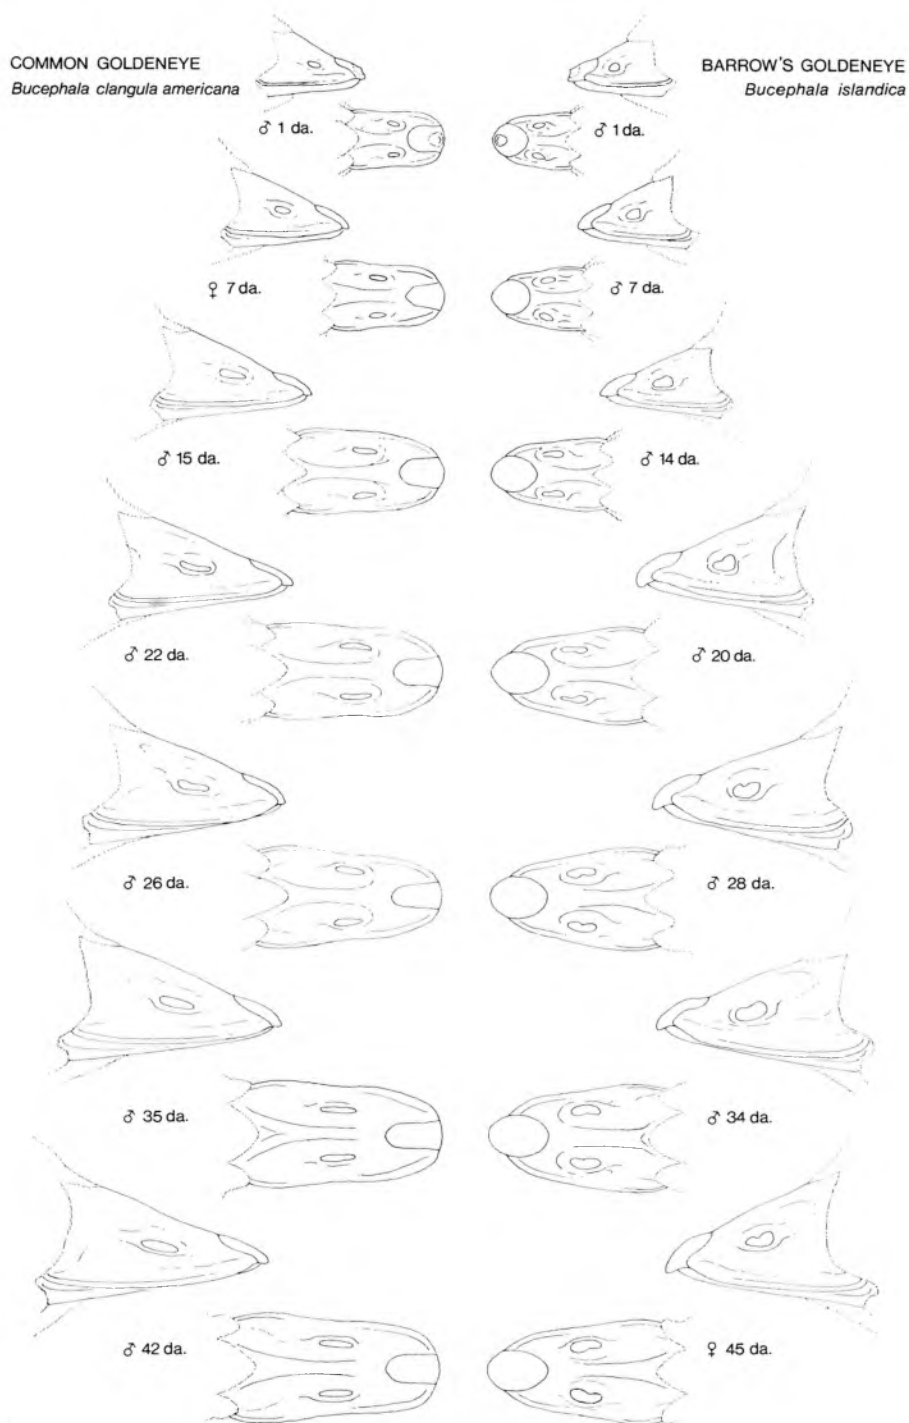 COMMON GOLDENEYE
Bucephala clangula americana
BARROW'S GOLDENEYE
Bucephala islandica
♂ 1 da.
♂ 1 da.
♀ 7 da.
♂ 7 da.
♂ 15 da.
♂ 14 da.
♂ 22 da.
♂ 20 da.
♂ 26 da.
♂ 28 da.
♂ 35 da.
♂ 34 da.
♂ 42 da.
♀ 45 da.